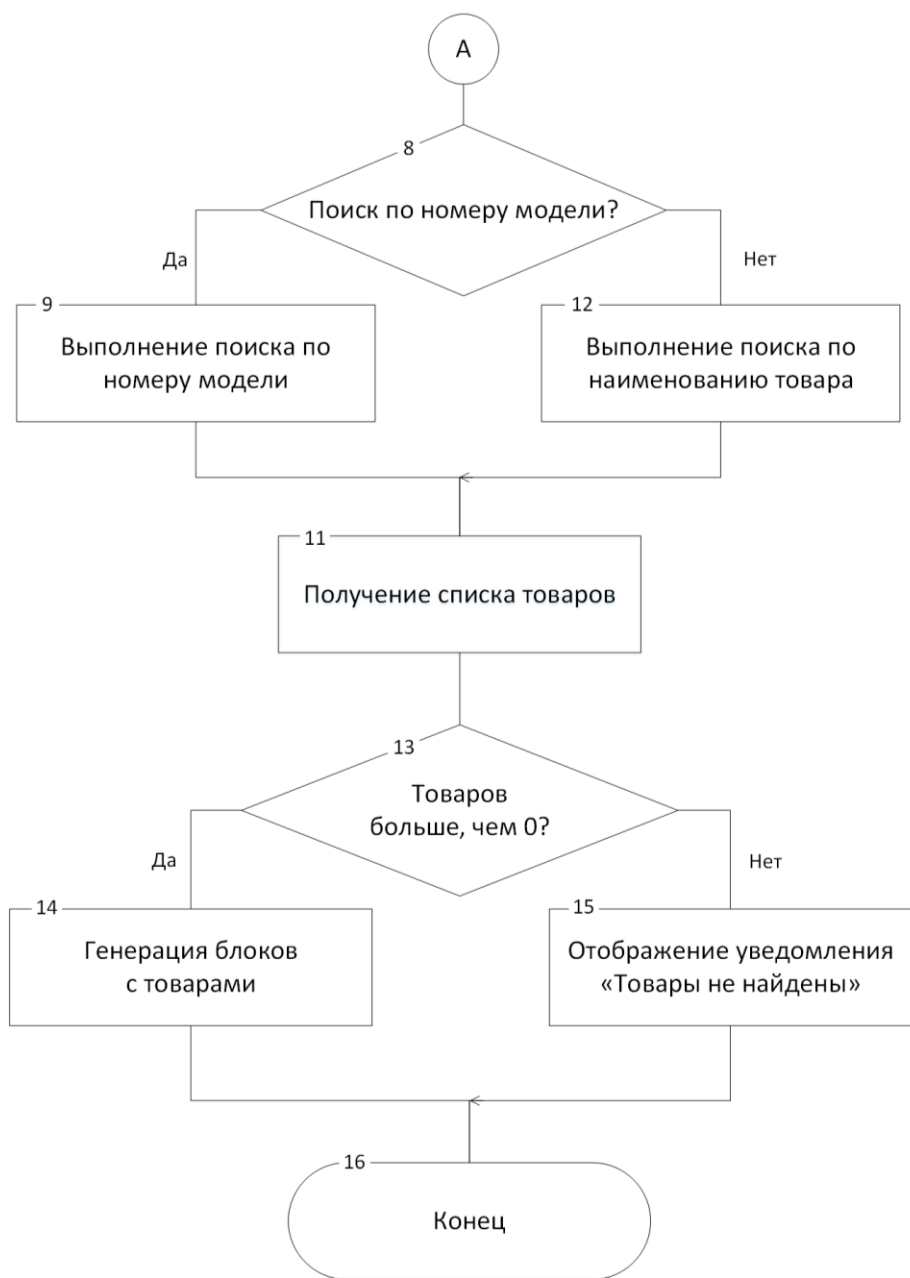 А
8
Поиск по номеру модели?
Да
Нет
9
Выполнение поиска по
номеру модели
12
Выполнение поиска по
наименованию товара
11
Получение списка товаров
13
Товаров
больше, чем 0?
Да
Нет
14
Генерация блоков
с товарами
15
Отображение уведомления
«Товары не найдены»
16
Конец